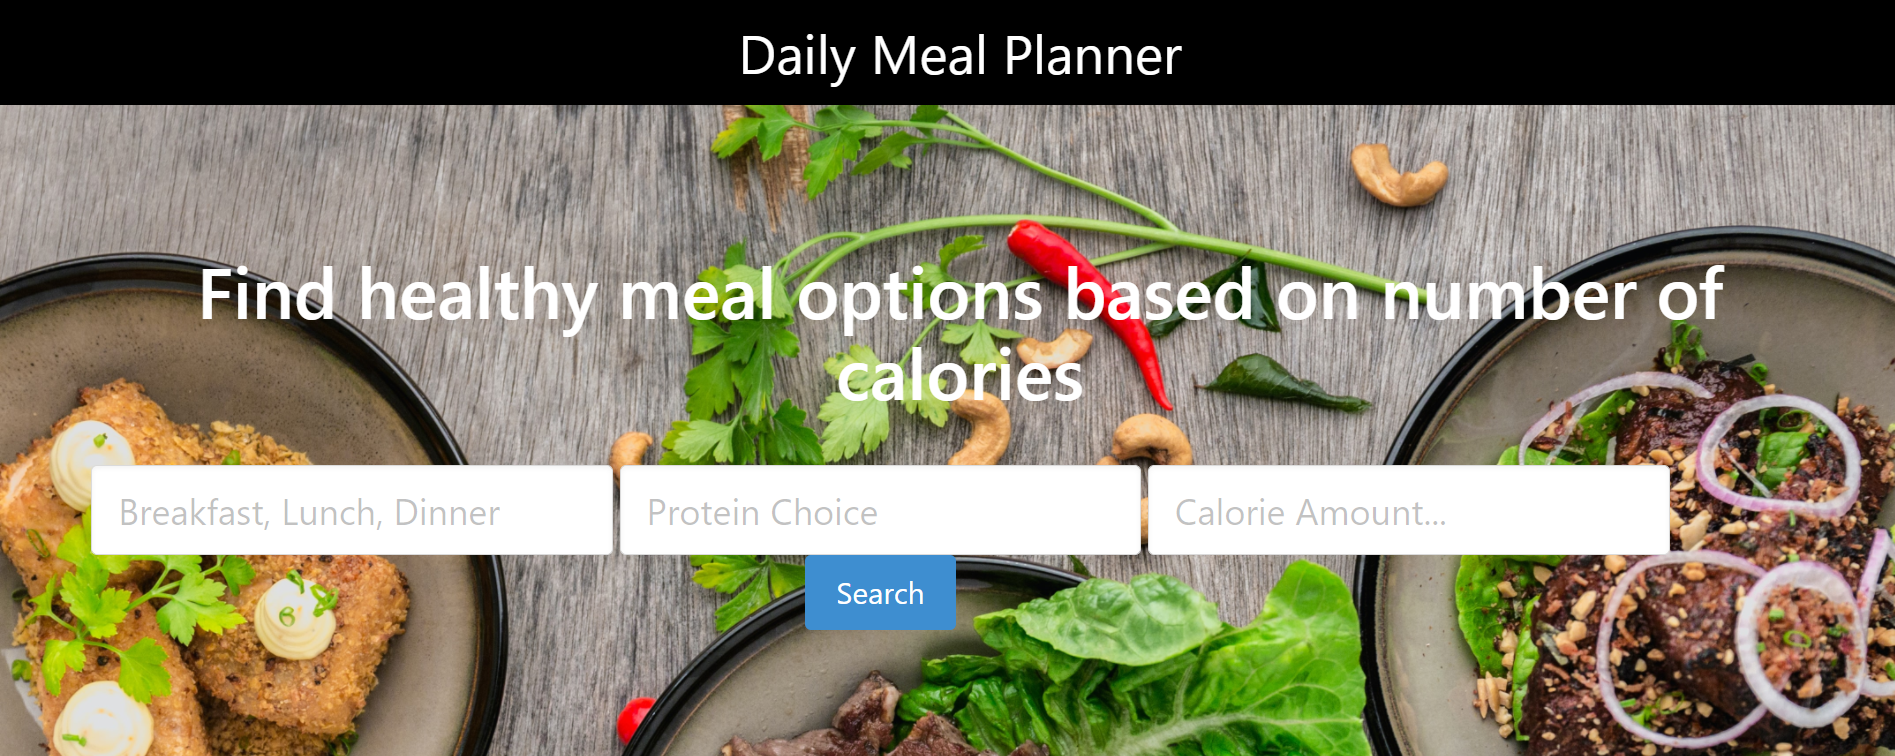 Daily Meal Planner
Find healthy meal options based on number of
calories
Breakfast, Lunch, Dinner
Protein Choice
Calorie Amount...
Search